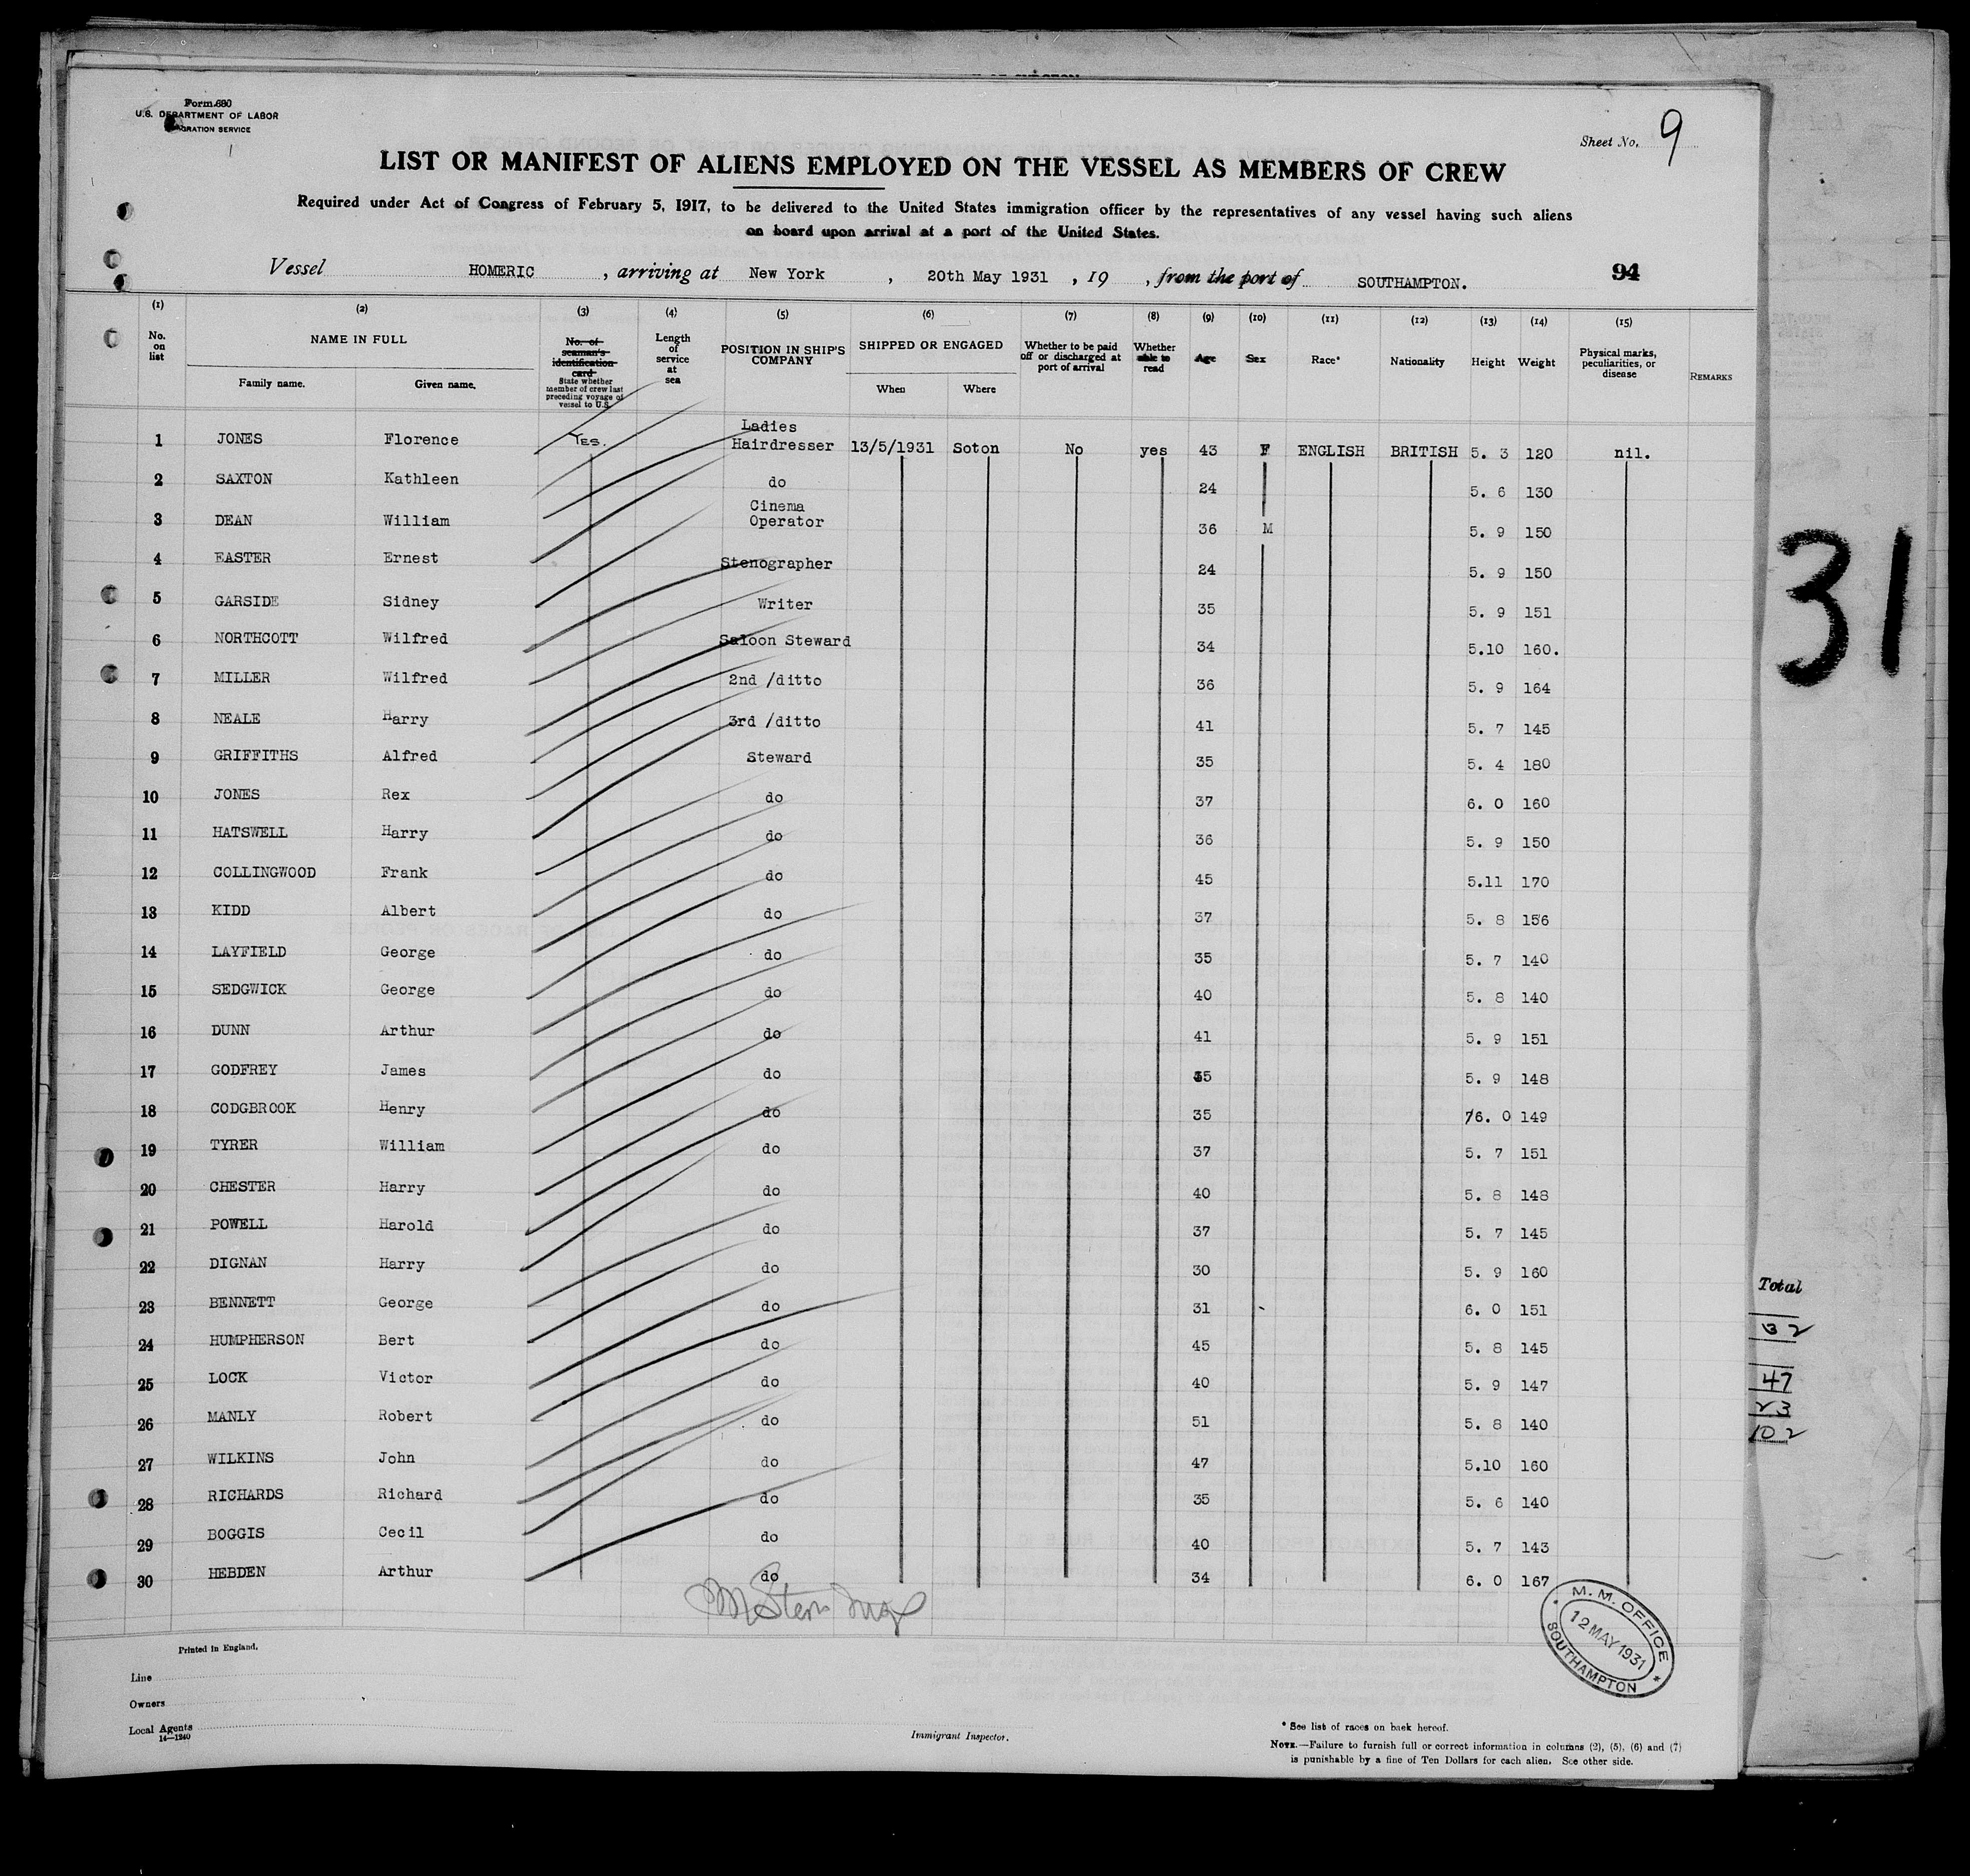 Form 680
U.S. DEPARTMENT OF LABOR
IMMIGRATION SERVICE
Sheet No. 9
LIST OR MANIFEST OF ALIENS EMPLOYED ON THE VESSEL AS MEMBERS OF CREW
Required under Act of Congress of February 5, 1917, to be delivered to the United States immigration officer by the representatives of any vessel having such aliens
on board upon arrival at a port of the United States.
Vessel HOMERIC, arriving at New York, 20th May 1931, 19 , from the port of SOUTHAMPTON. 94
(1) (2) (3) (4) (5) (6) (7) (8) (9) (10) (11) (12) (13) (14) (15)
No. on list NAME IN FULL Family name. Given name. No. of seaman's identification card State whether member of crew last preceding voyage of vessel to U.S. Length of service at sea POSITION IN SHIP'S COMPANY SHIPPED OR ENGAGED When Where Whether to be paid off or discharged at port of arrival Whether able to read Age Sex Race* Nationality Height Weight Physical marks, peculiarities, or disease REMARKS
1 JONES Florence Yes. Ladies Hairdresser 13/5/1931 Soton No yes 43 F ENGLISH BRITISH 5. 3 120 nil.
2 SAXTON Kathleen do 24 5. 6 130
3 DEAN William Cinema Operator 36 M 5. 9 150
4 EASTER Ernest Stenographer 24 5. 9 150
5 GARSIDE Sidney Writer 35 5. 9 151
6 NORTHCOTT Wilfred Saloon Steward 34 5.10 160.
7 MILLER Wilfred 2nd /ditto 36 5. 9 164
8 NEALE Harry 3rd /ditto 41 5. 7 145
9 GRIFFITHS Alfred Steward 35 5. 4 180
10 JONES Rex do 37 6. 0 160
11 HATSWELL Harry do 36 5. 9 150
12 COLLINGWOOD Frank do 45 5.11 170
13 KIDD Albert do 37 5. 8 156
14 LAYFIELD George do 35 5. 7 140
15 SEDGWICK George do 40 5. 8 140
16 DUNN Arthur do 41 5. 9 151
17 GODFREY James do 5. 9 148
18 CODGBROOK Henry do 35 6. 0 149
19 TYRER William do 37 5. 7 151
20 CHESTER Harry do 40 5. 8 148
21 POWELL Harold do 37 5. 7 145
22 DIGNAN Harry do 30 5. 9 160
23 BENNETT George do 31 6. 0 151
24 HUMPHERSON Bert do 45 5. 8 145
25 LOCK Victor do 40 5. 9 147
26 MANLY Robert do 51 5. 8 140
27 WILKINS John do 47 5.10 160
28 RICHARDS Richard do 35 5. 6 140
29 BOGGIS Cecil do 40 5. 7 143
30 HEBDEN Arthur do 34 6. 0 167
M. M. OFFICE
12 MAY 1931
SOUTHAMPTON
Printed in England.
Line
Owners
Local Agents
14—1240
Immigrant Inspector.
* See list of races on back hereof.
NOTE.—Failure to furnish full or correct information in columns (2), (5), (6) and (7)
is punishable by a fine of Ten Dollars for each alien. See other side.
31
Total
32
47
23
102